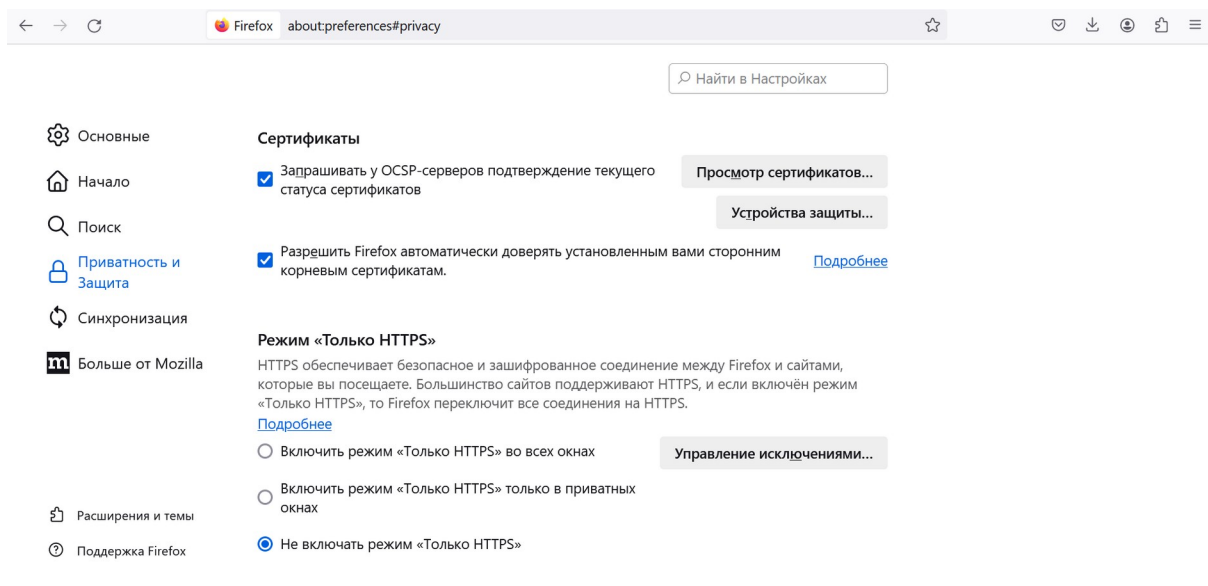 Firefox about:preferences#privacy
Найти в Настройках
Основные
Начало
Поиск
Приватность и
Защита
Синхронизация
m Больше от Mozilla
Расширения и темы
Поддержка Firefox
Сертификаты
Запрашивать у OCSP-серверов подтверждение текущего
статуса сертификатов
Просмотр сертификатов...
Устройства защиты...
Разрешить Firefox автоматически доверять установленным вами сторонним
корневым сертификатам.
Подробнее
Режим «Только HTTPS»
HTTPS обеспечивает безопасное и зашифрованное соединение между Firefox и сайтами,
которые вы посещаете. Большинство сайтов поддерживают HTTPS, и если включён режим
«Только HTTPS», то Firefox переключит все соединения на HTTPS.
Подробнее
Включить режим «Только HTTPS» во всех окнах
Управление исключениями...
Включить режим «Только HTTPS» только в приватных
окнах
Не включать режим «Только HTTPS»